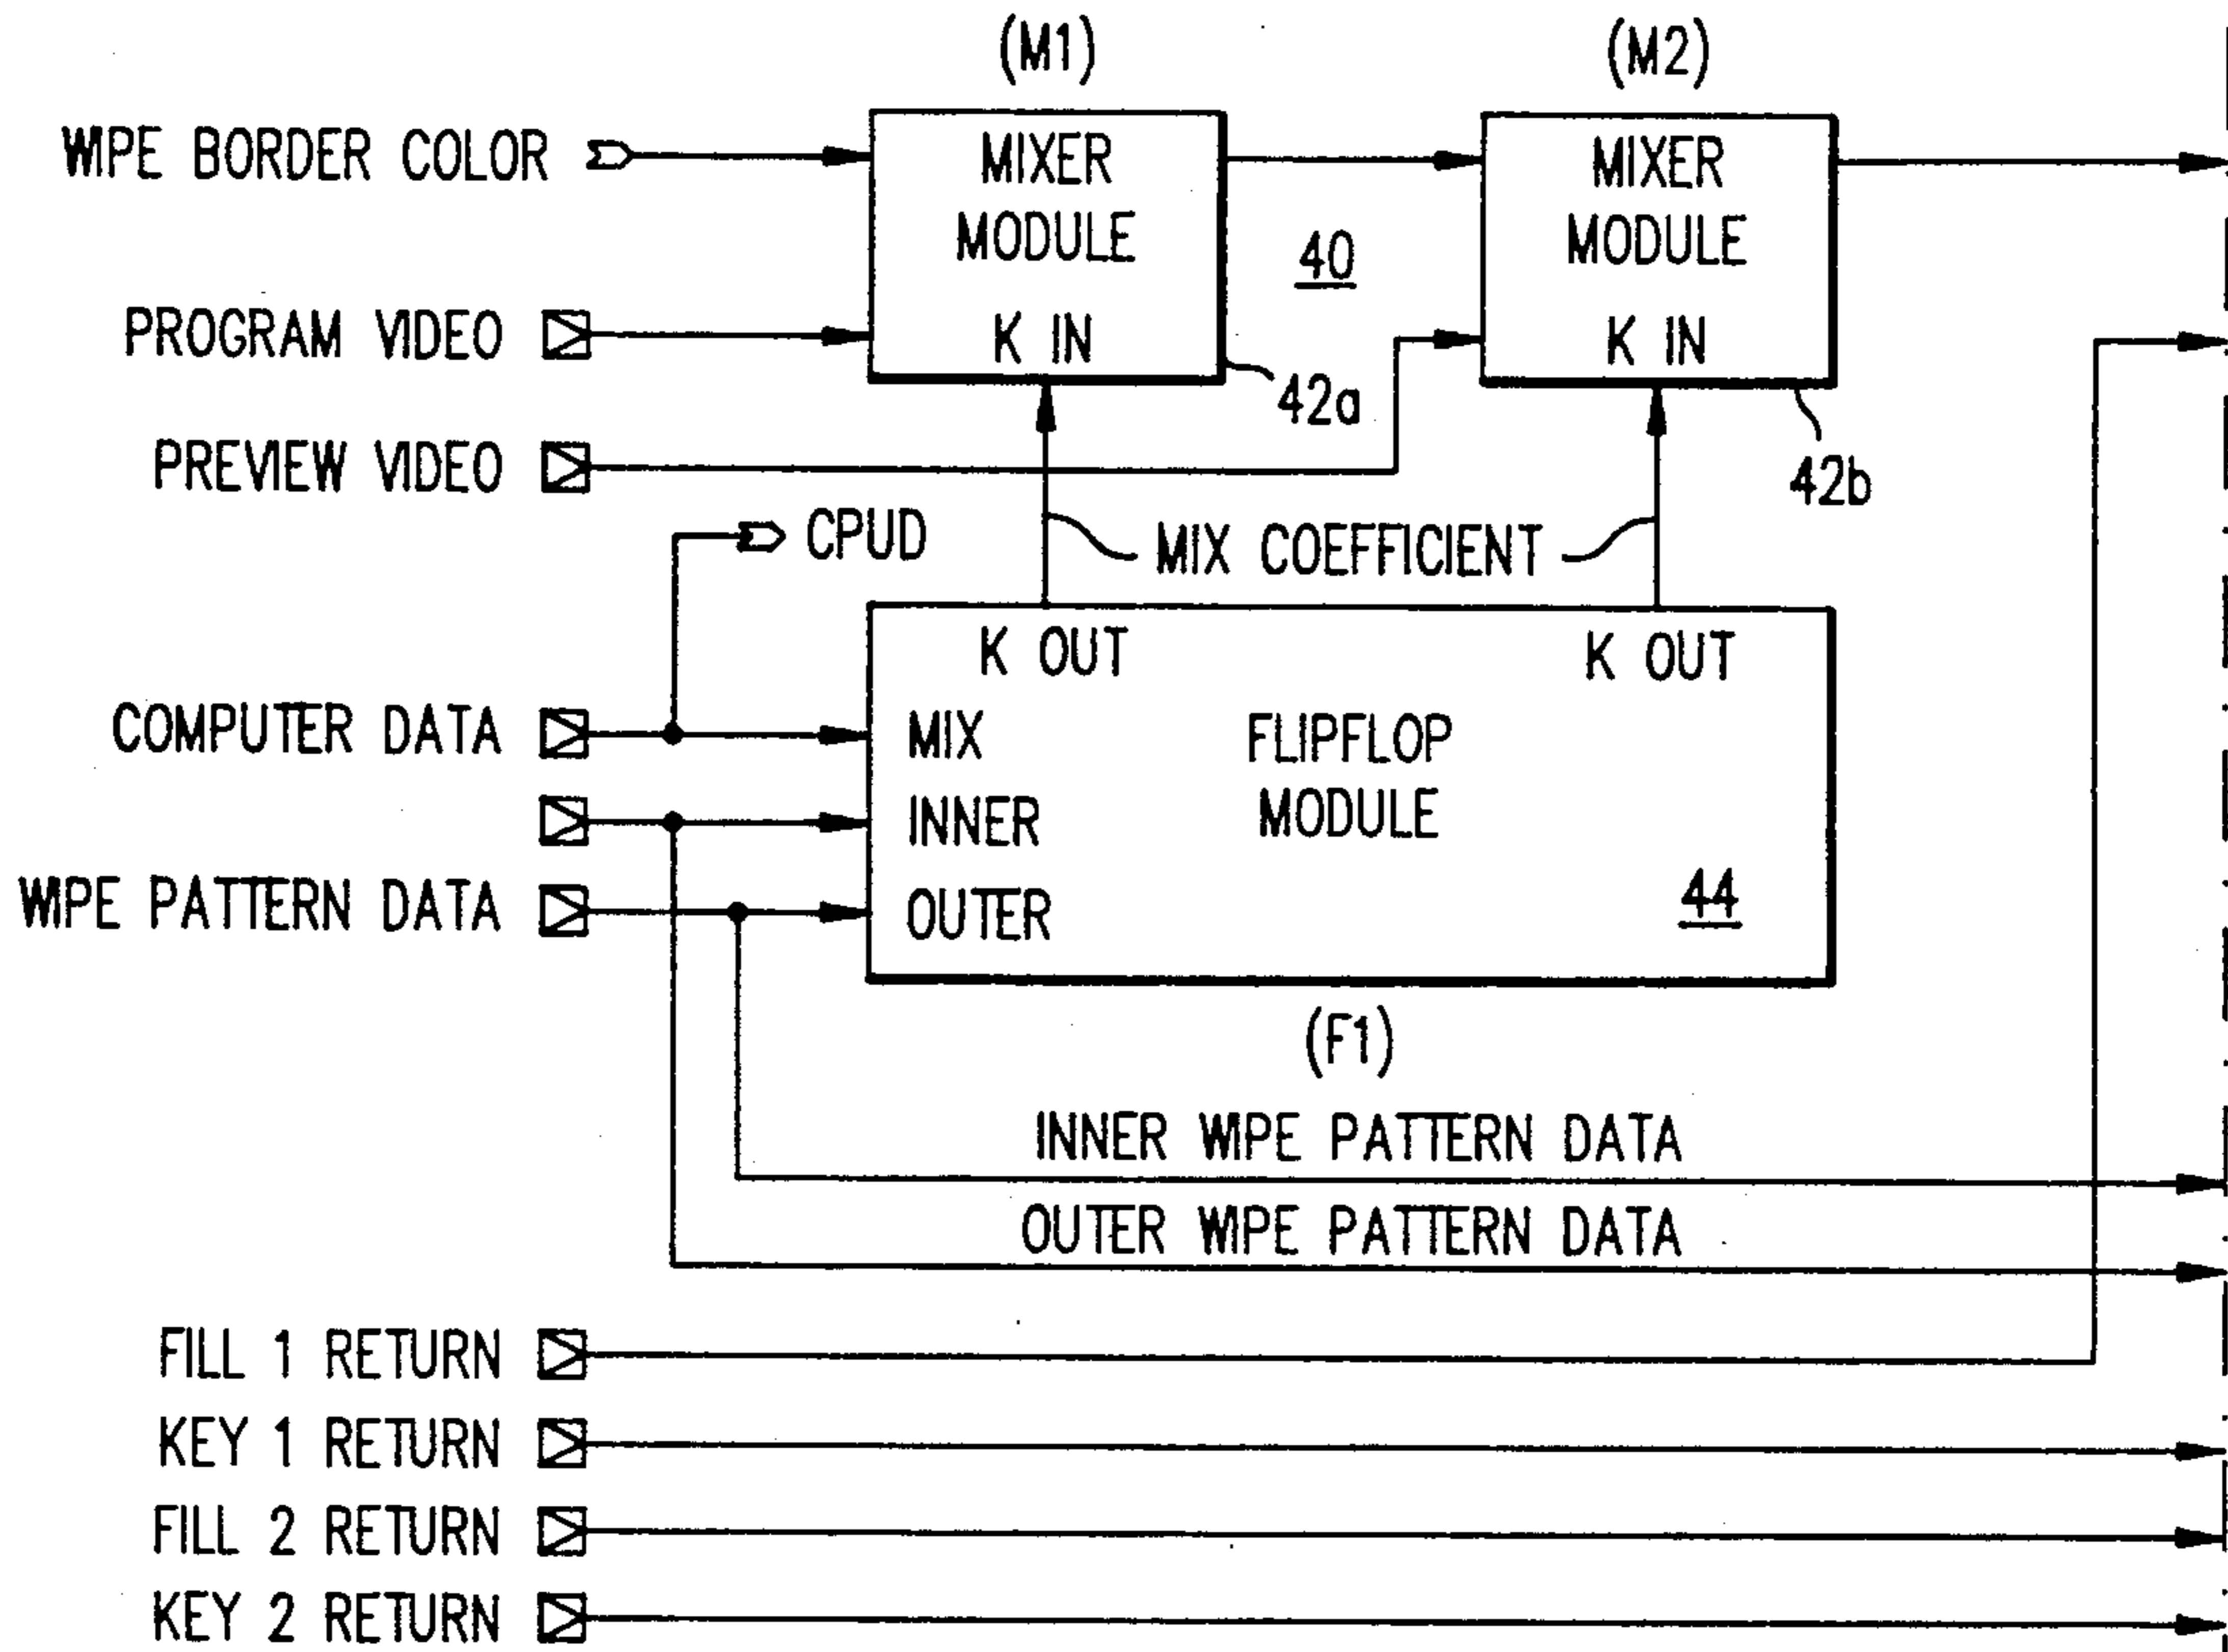 (M1)
(M2)
WIPE BORDER COLOR
MIXER
MODULE
K IN
40
MIXER
MODULE
K IN
PROGRAM VIDEO
42a
PREVIEW VIDEO
42b
CPUD
MIX COEFFICIENT
K OUT
K OUT
COMPUTER DATA
MIX
FLIPFLOP
MODULE
INNER
WIPE PATTERN DATA
OUTER
44
(F1)
INNER WIPE PATTERN DATA
OUTER WIPE PATTERN DATA
FILL 1 RETURN
KEY 1 RETURN
FILL 2 RETURN
KEY 2 RETURN